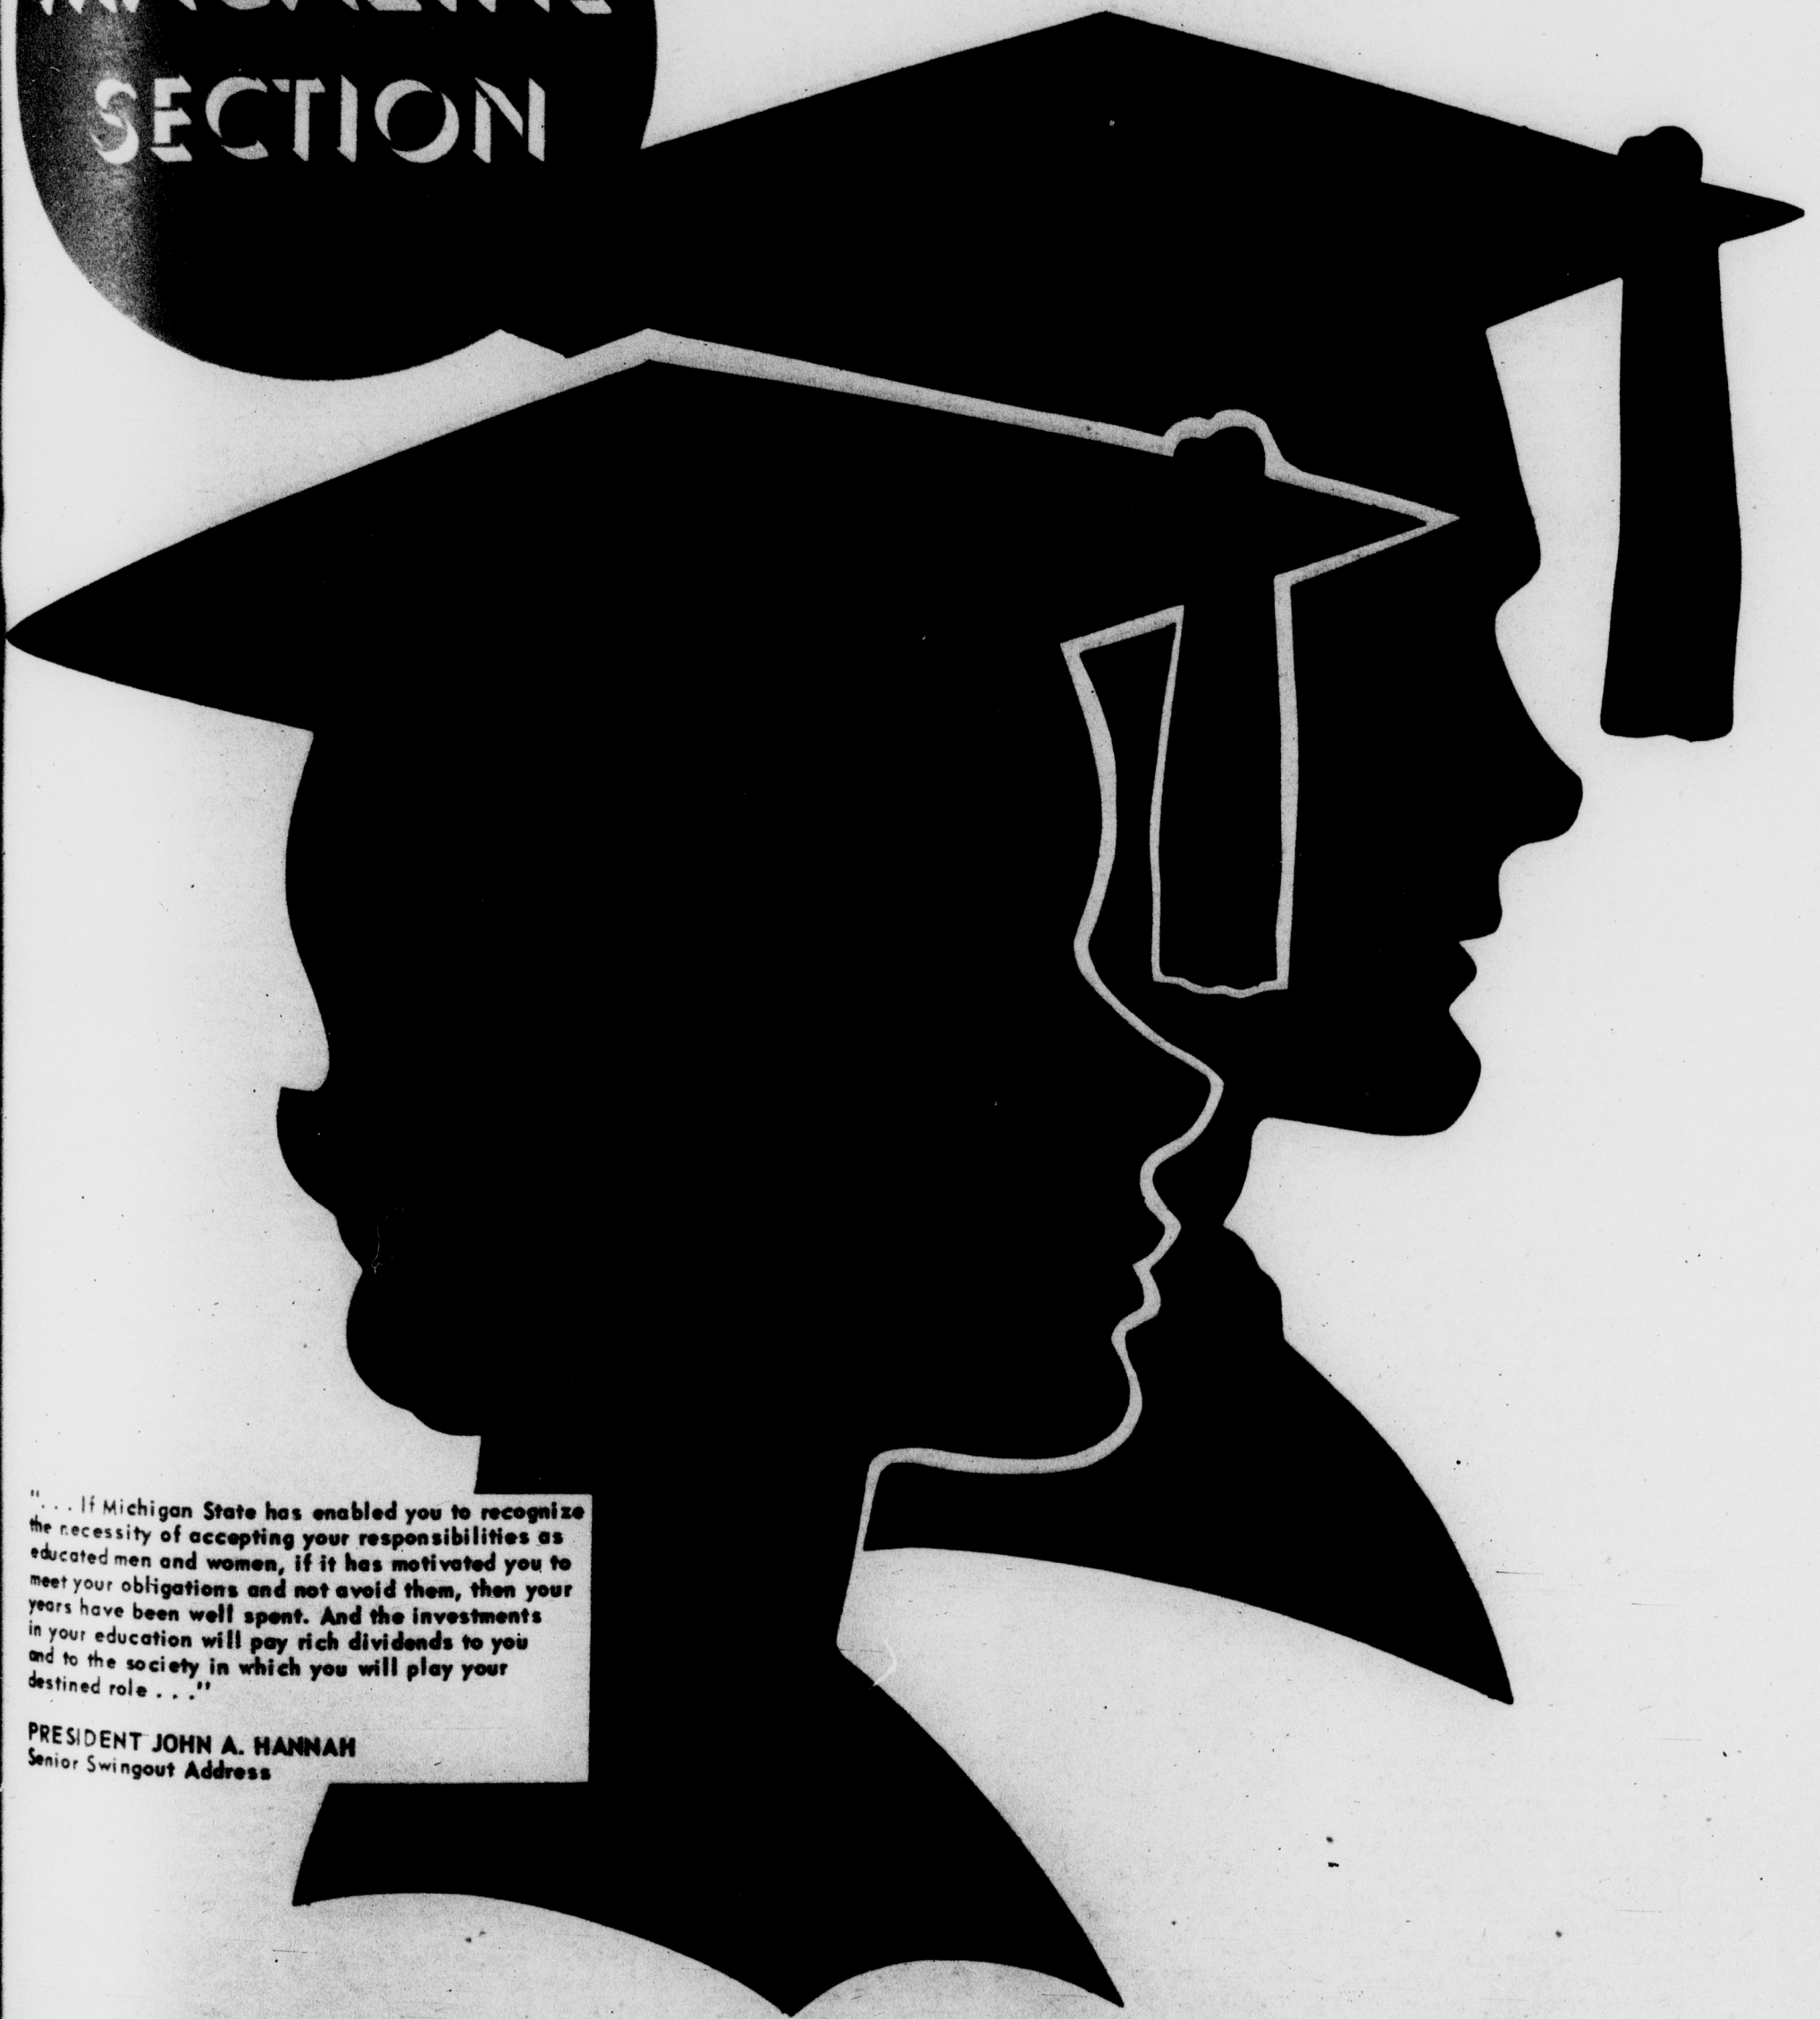 MAGAZINE
SECTION
". . . If Michigan State has enabled you to recognize
the necessity of accepting your responsibilities as
educated men and women, if it has motivated you to
meet your obligations and not avoid them, then your
years have been well spent. And the investments
in your education will pay rich dividends to you
and to the society in which you will play your
destined role . . ."
PRESIDENT JOHN A. HANNAH
Senior Swingout Address